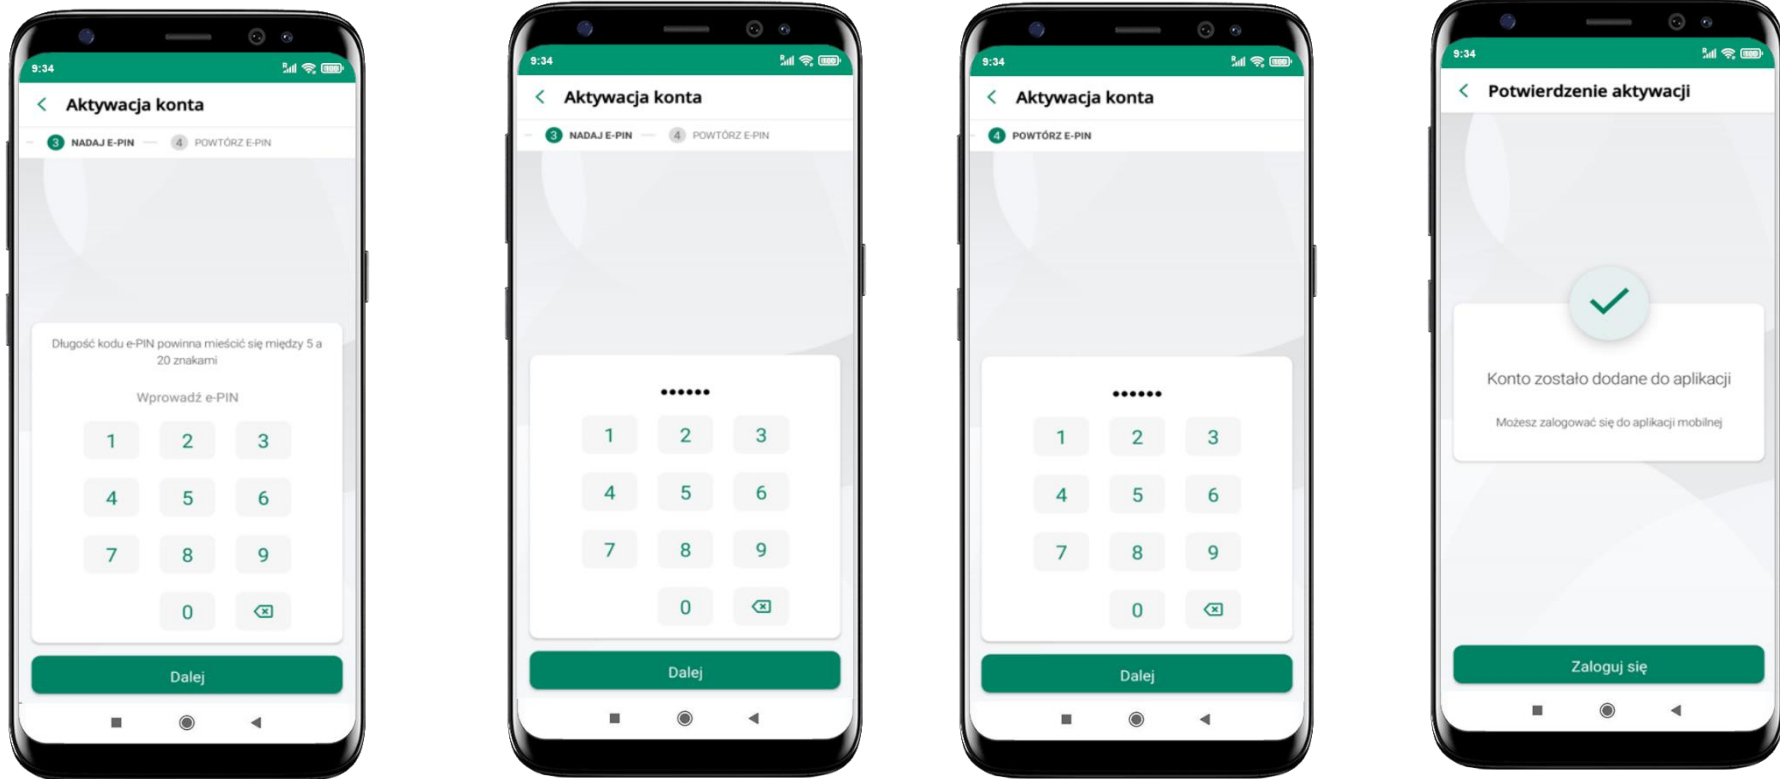 9:34
Aktywacja konta
3 NADAJ E-PIN 4 POWTÓRZ E-PIN
Długość kodu e-PIN powinna mieścić się między 5 a
20 znakami
Wprowadź e-PIN
1 2 3
4 5 6
7 8 9
0
Dalej
9:34
Aktywacja konta
3 NADAJ E-PIN 4 POWTÓRZ E-PIN
••••••
1 2 3
4 5 6
7 8 9
0
Dalej
9:34
Aktywacja konta
4 POWTÓRZ E-PIN
••••••
1 2 3
4 5 6
7 8 9
0
Dalej
9:34
Potwierdzenie aktywacji
Konto zostało dodane do aplikacji
Możesz zalogować się do aplikacji mobilnej
Zaloguj się